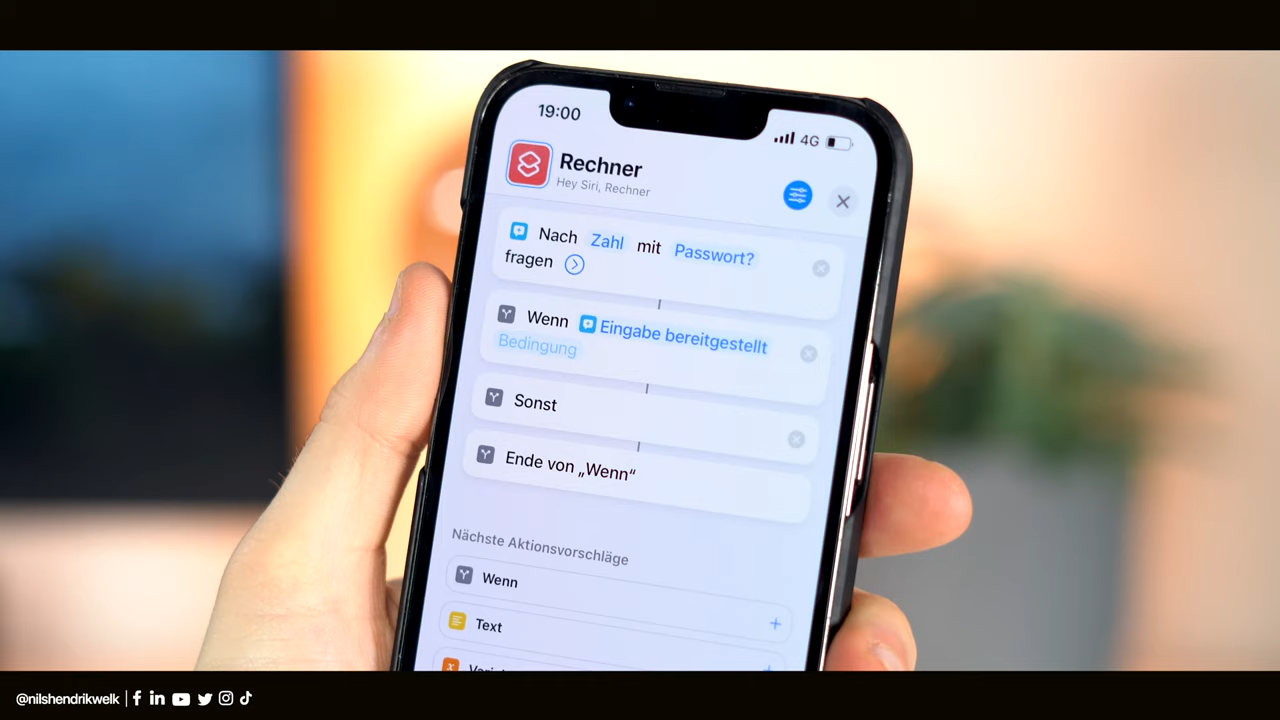 19:00
4G
Rechner
Hey Siri, Rechner
Nach Zahl mit Passwort?
fragen
Wenn Eingabe bereitgestellt
Bedingung
Sonst
Ende von „Wenn“
Nächste Aktionsvorschläge
Wenn
Text
@nilshendrikwelk